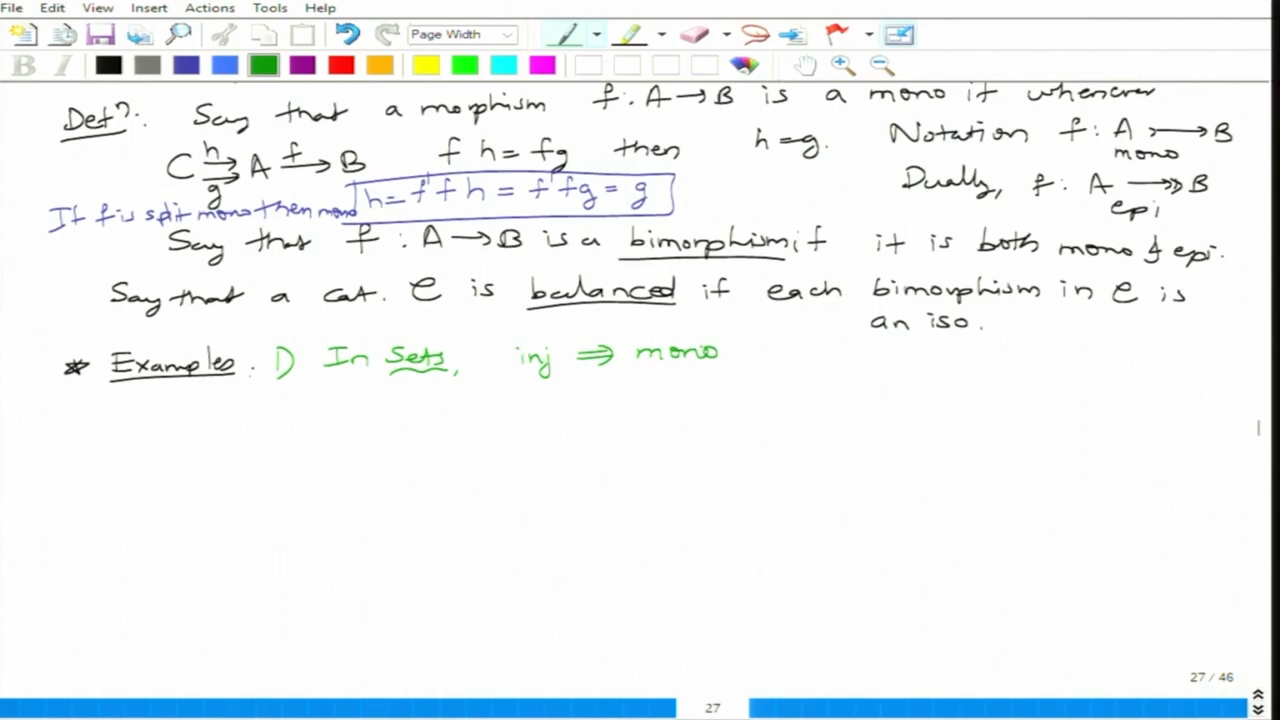 File Edit View Insert Actions Tools Help
Page Width
B I
Defⁿ: Say that a morphism f : A → B is a mono if whenever
C h⇉g A f→ B f h = f g then h = g. Notation f : A ↣ B mono
Dually, f : A ↠ B epi
If f is split mono then mono h = f' f h = f' f g = g
Say that f : A → B is a bimorphism if it is both mono & epi.
Say that a cat. C is balanced if each bimorphism in C is
an iso.
* Examples. 1) In Sets, inj ⇒ mono
27 / 46
27